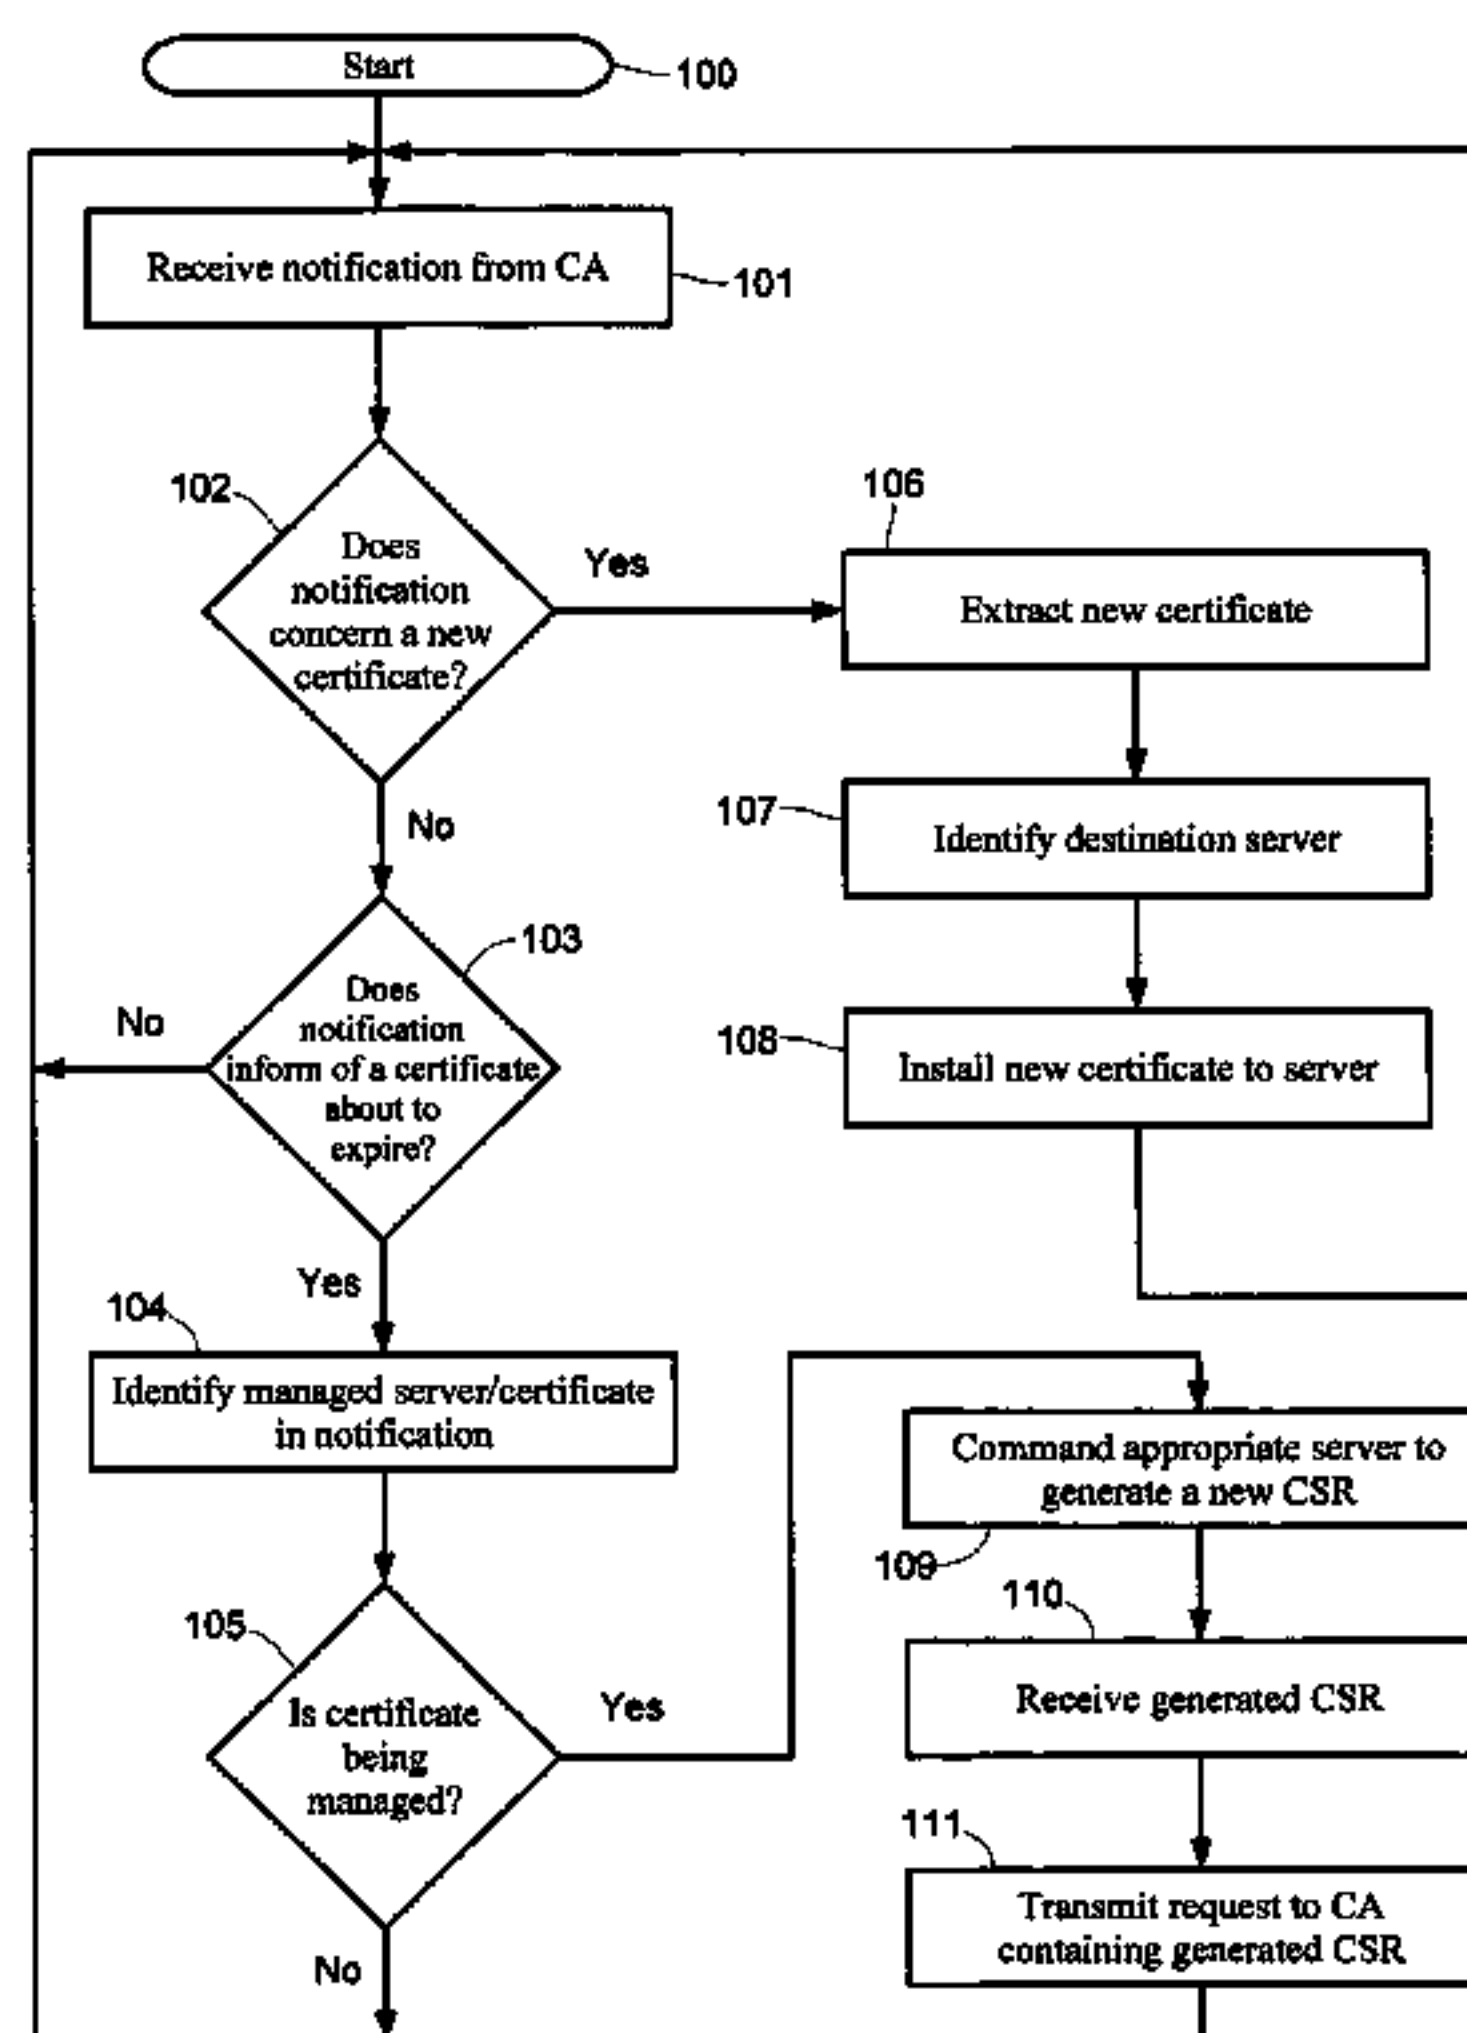 Start
100
Receive notification from CA
101
102
Does
notification
concern a new
certificate?
Yes
No
106
Extract new certificate
107
Identify destination server
108
Install new certificate to server
103
Does
notification
inform of a certificate
about to
expire?
No
Yes
104
Identify managed server/certificate
in notification
105
Is certificate
being
managed?
Yes
No
Command appropriate server to
generate a new CSR
109
110
Receive generated CSR
111
Transmit request to CA
containing generated CSR